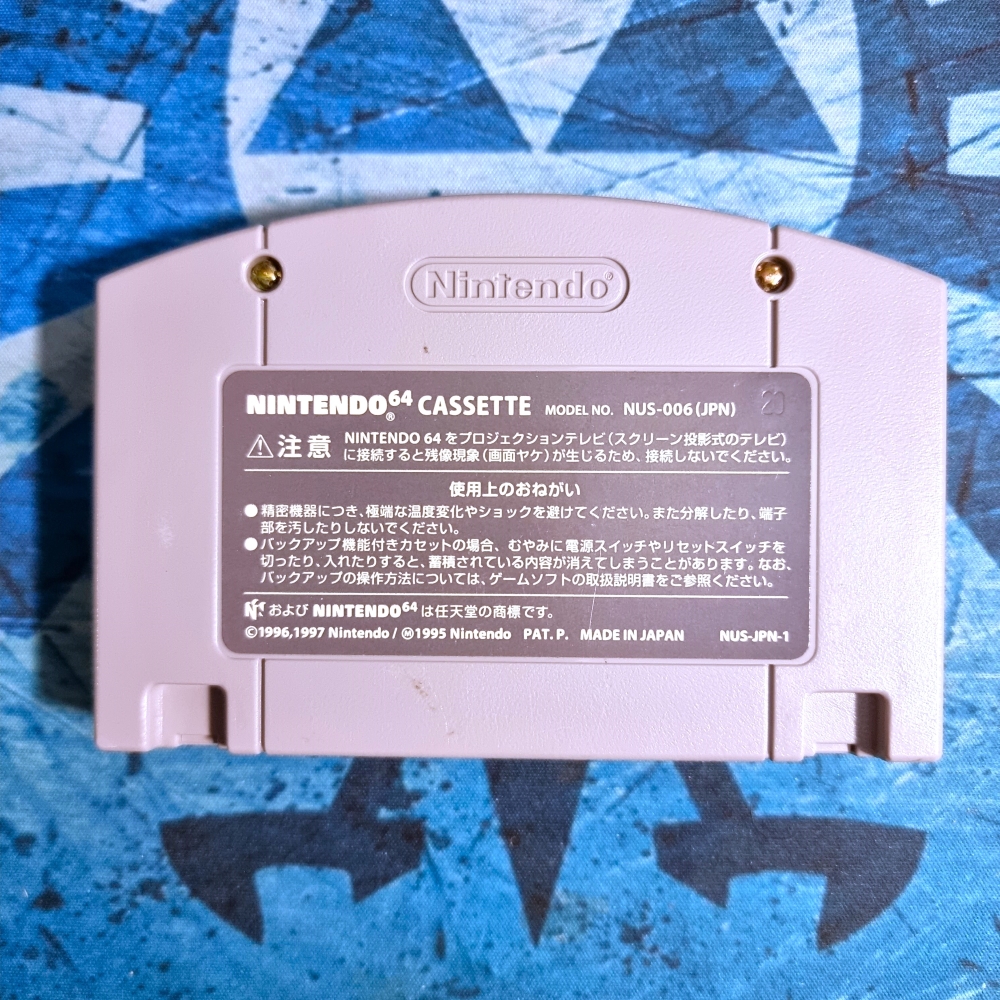 Nintendo®
NINTENDO®64 CASSETTE MODEL NO. NUS-006(JPN)
20
⚠注意 NINTENDO 64 をプロジェクションテレビ(スクリーン投影式のテレビ)
に接続すると残像現象(画面ヤケ)が生じるため、接続しないでください。
使用上のおねがい
●精密機器につき、極端な温度変化やショックを避けてください。また分解したり、端子
部を汚したりしないでください。
●バックアップ機能付きカセットの場合、むやみに電源スイッチやリセットスイッチを
切ったり、入れたりすると、蓄積されている内容が消えてしまうことがあります。なお、
バックアップの操作方法については、ゲームソフトの取扱説明書をご参照ください。
および NINTENDO64 は任天堂の商標です。
©1996,1997 Nintendo/Ⓜ1995 Nintendo PAT. P. MADE IN JAPAN NUS-JPN-1